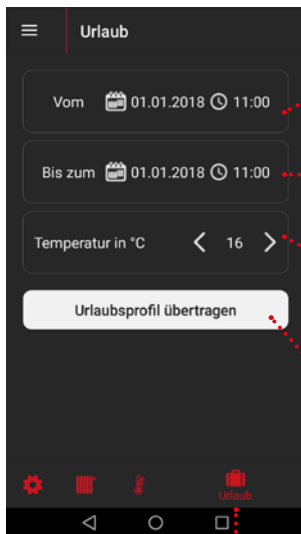 Urlaub
Vom 01.01.2018 11:00
Bis zum 01.01.2018 11:00
Temperatur in °C 16
Urlaubsprofil übertragen
Urlaub